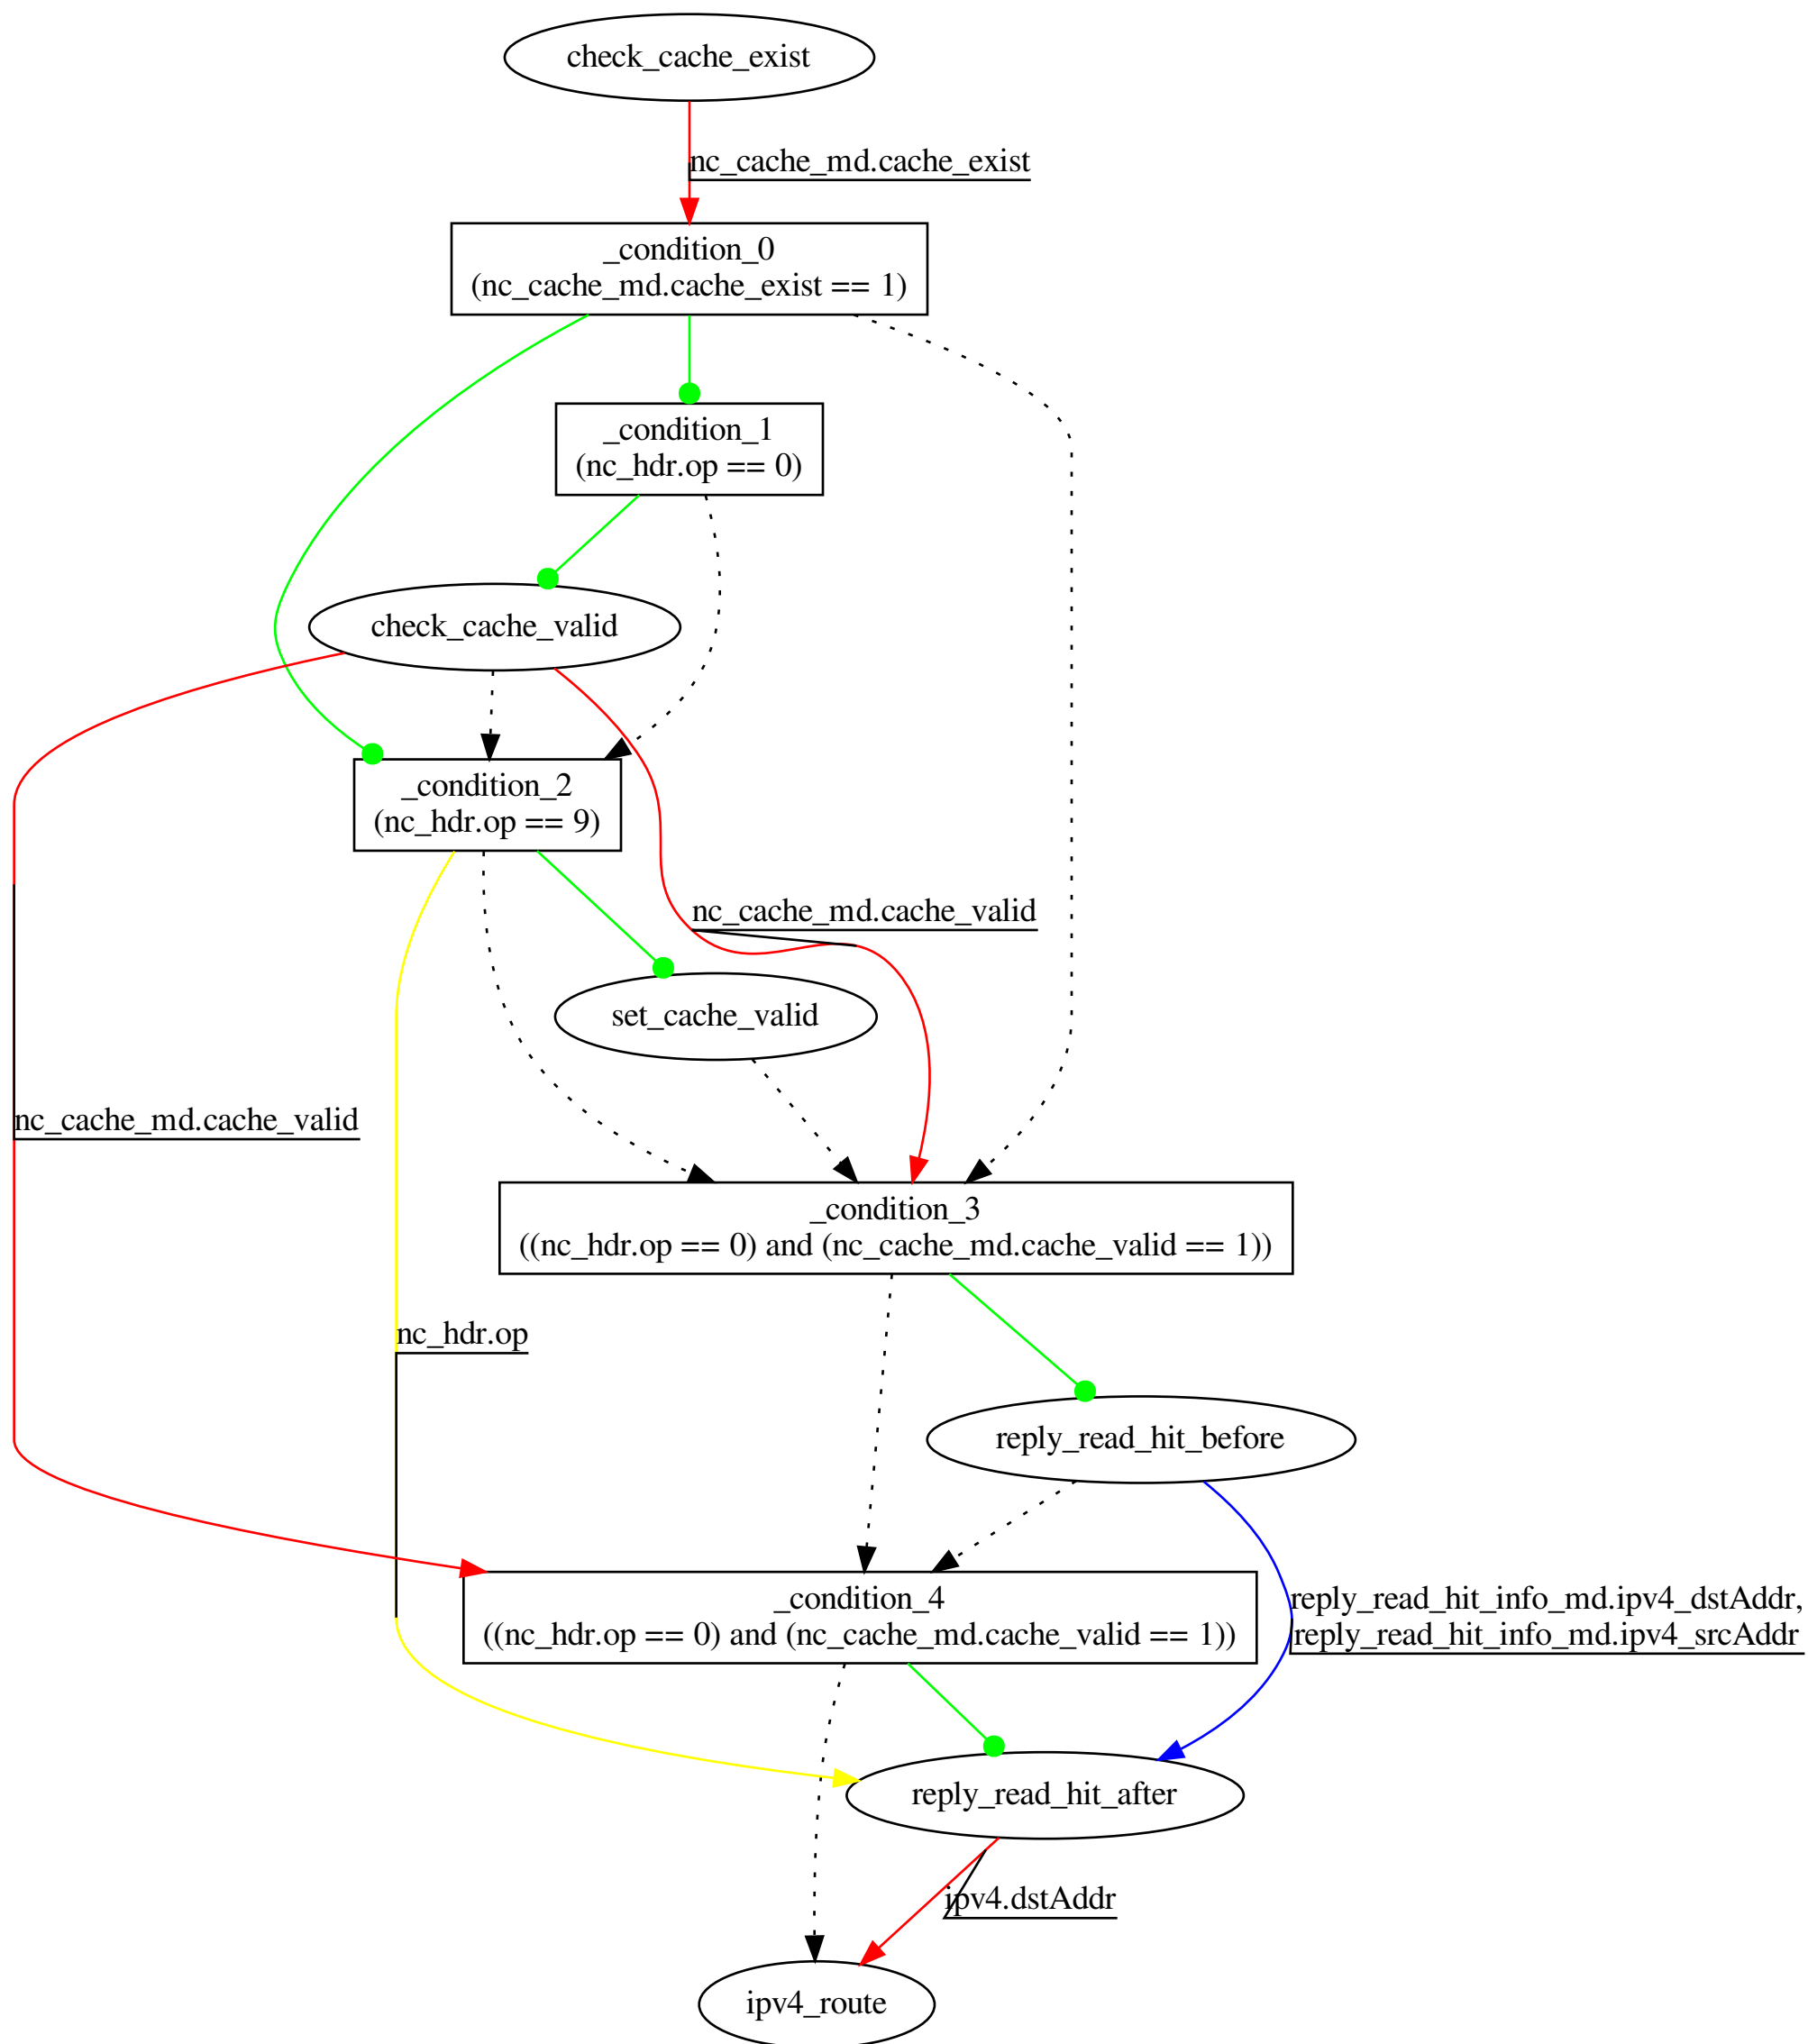 check_cache_exist
nc_cache_md.cache_exist
_condition_0
(nc_cache_md.cache_exist == 1)
_condition_1
(nc_hdr.op == 0)
check_cache_valid
_condition_2
(nc_hdr.op == 9)
nc_cache_md.cache_valid
set_cache_valid
nc_cache_md.cache_valid
_condition_3
((nc_hdr.op == 0) and (nc_cache_md.cache_valid == 1))
nc_hdr.op
reply_read_hit_before
_condition_4
((nc_hdr.op == 0) and (nc_cache_md.cache_valid == 1))
reply_read_hit_info_md.ipv4_dstAddr,
reply_read_hit_info_md.ipv4_srcAddr
reply_read_hit_after
ipv4.dstAddr
ipv4_route